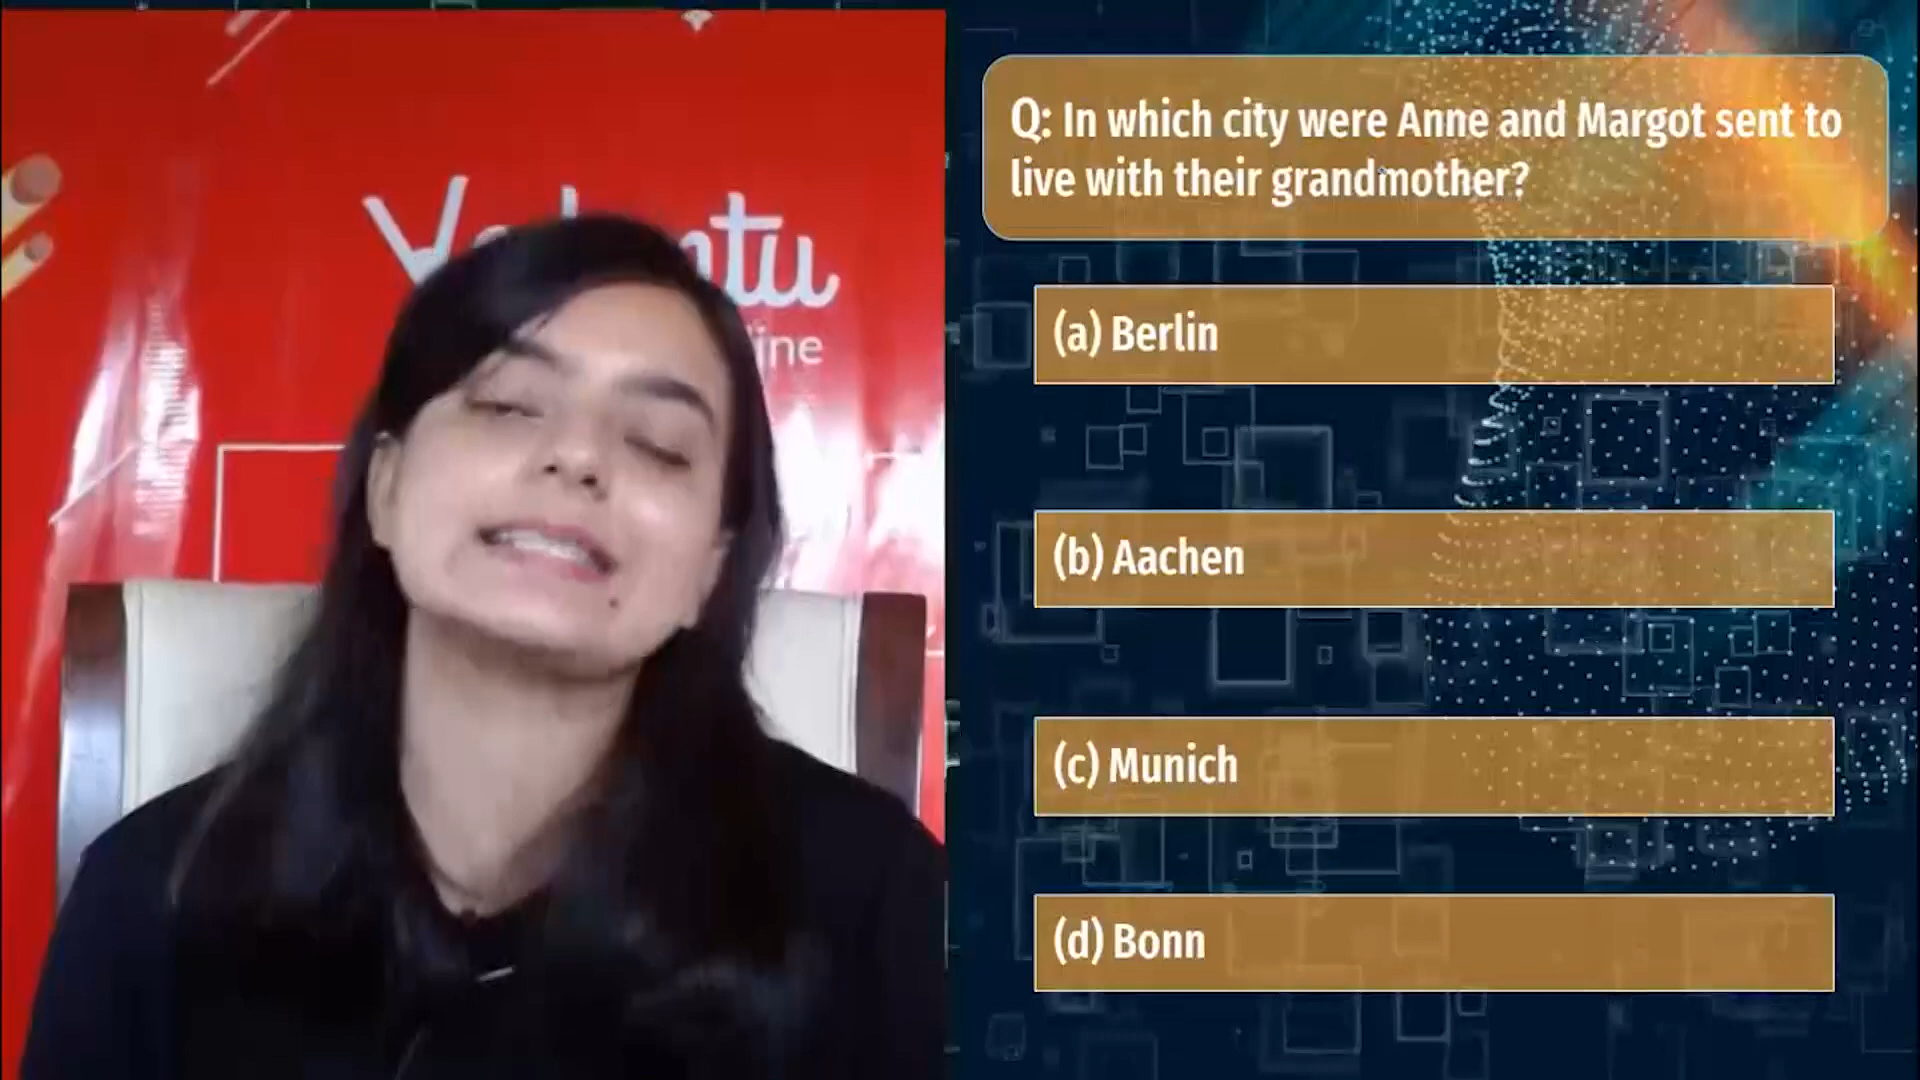 Q: In which city were Anne and Margot sent to
live with their grandmother?
(a) Berlin
(b) Aachen
(c) Munich
(d) Bonn